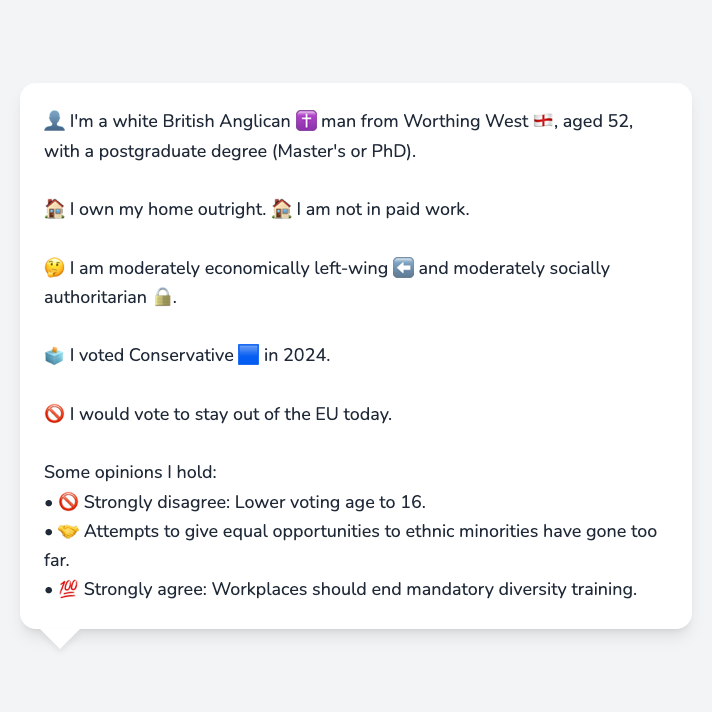 👤 I'm a white British Anglican ✝️ man from Worthing West 🏴󠁧󠁢󠁥󠁮󠁧󠁿, aged 52,
with a postgraduate degree (Master's or PhD).
🏠 I own my home outright. 🏠 I am not in paid work.
🤔 I am moderately economically left-wing ⬅️ and moderately socially
authoritarian 🔒.
🗳️ I voted Conservative 🟦 in 2024.
🚫 I would vote to stay out of the EU today.
Some opinions I hold:
• 🚫 Strongly disagree: Lower voting age to 16.
• 🤝 Attempts to give equal opportunities to ethnic minorities have gone too
far.
• 💯 Strongly agree: Workplaces should end mandatory diversity training.